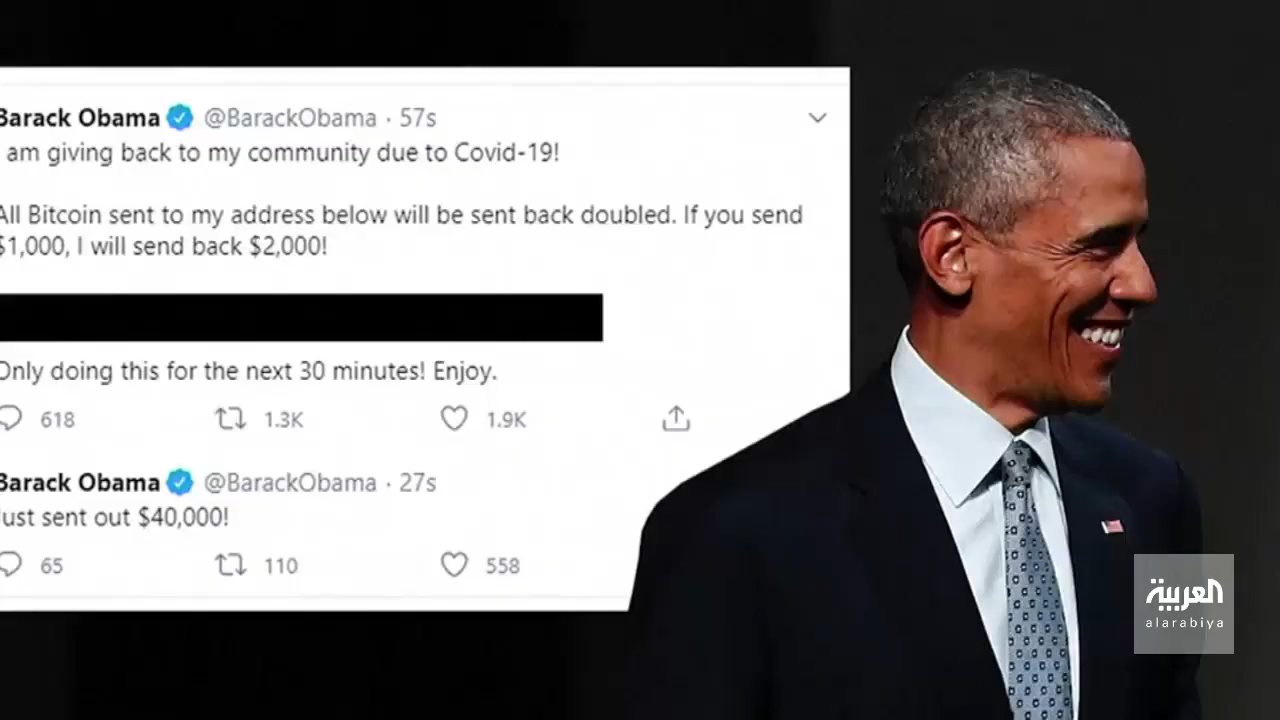 Barack Obama @BarackObama · 57s
am giving back to my community due to Covid-19!
All Bitcoin sent to my address below will be sent back doubled. If you send
$1,000, I will send back $2,000!
Only doing this for the next 30 minutes! Enjoy.
618 1.3K 1.9K
Barack Obama @BarackObama · 27s
Just sent out $40,000!
65 110 558
العربية
alarabiya